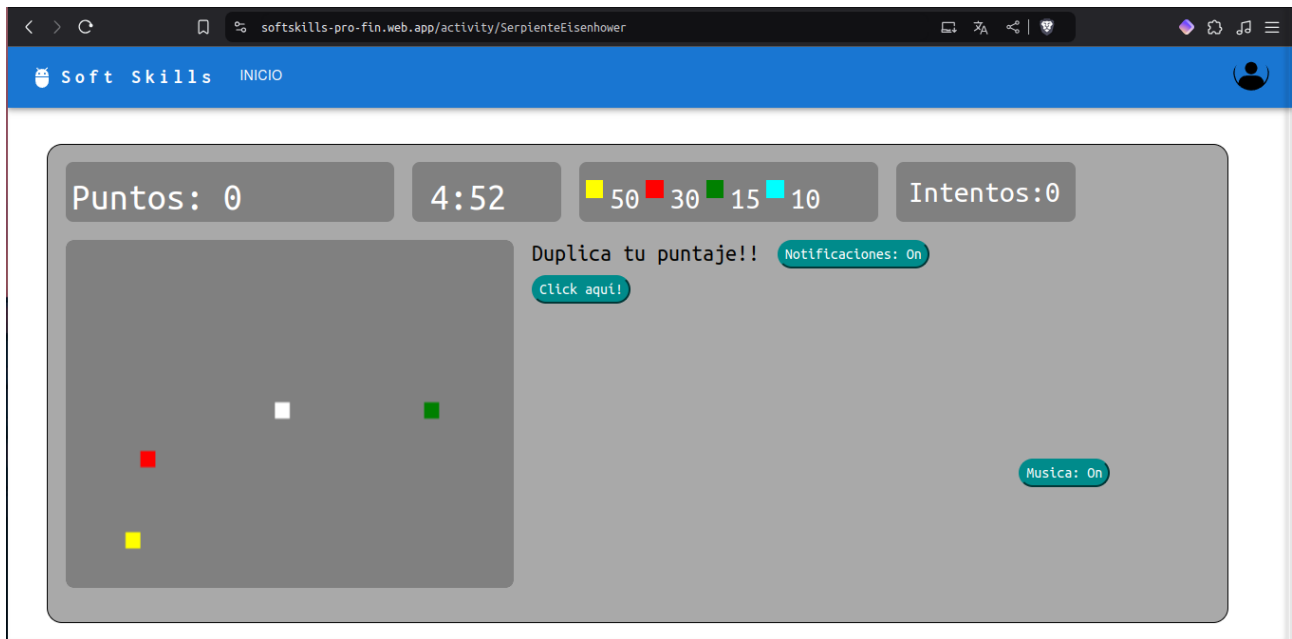 softskills-pro-fin.web.app/activity/SerpienteEisenhower
Soft Skills INICIO
Puntos: 0
4:52
50 30 15 10
Intentos:0
Duplica tu puntaje!! Notificaciones: On
Click aqui!
Musica: On